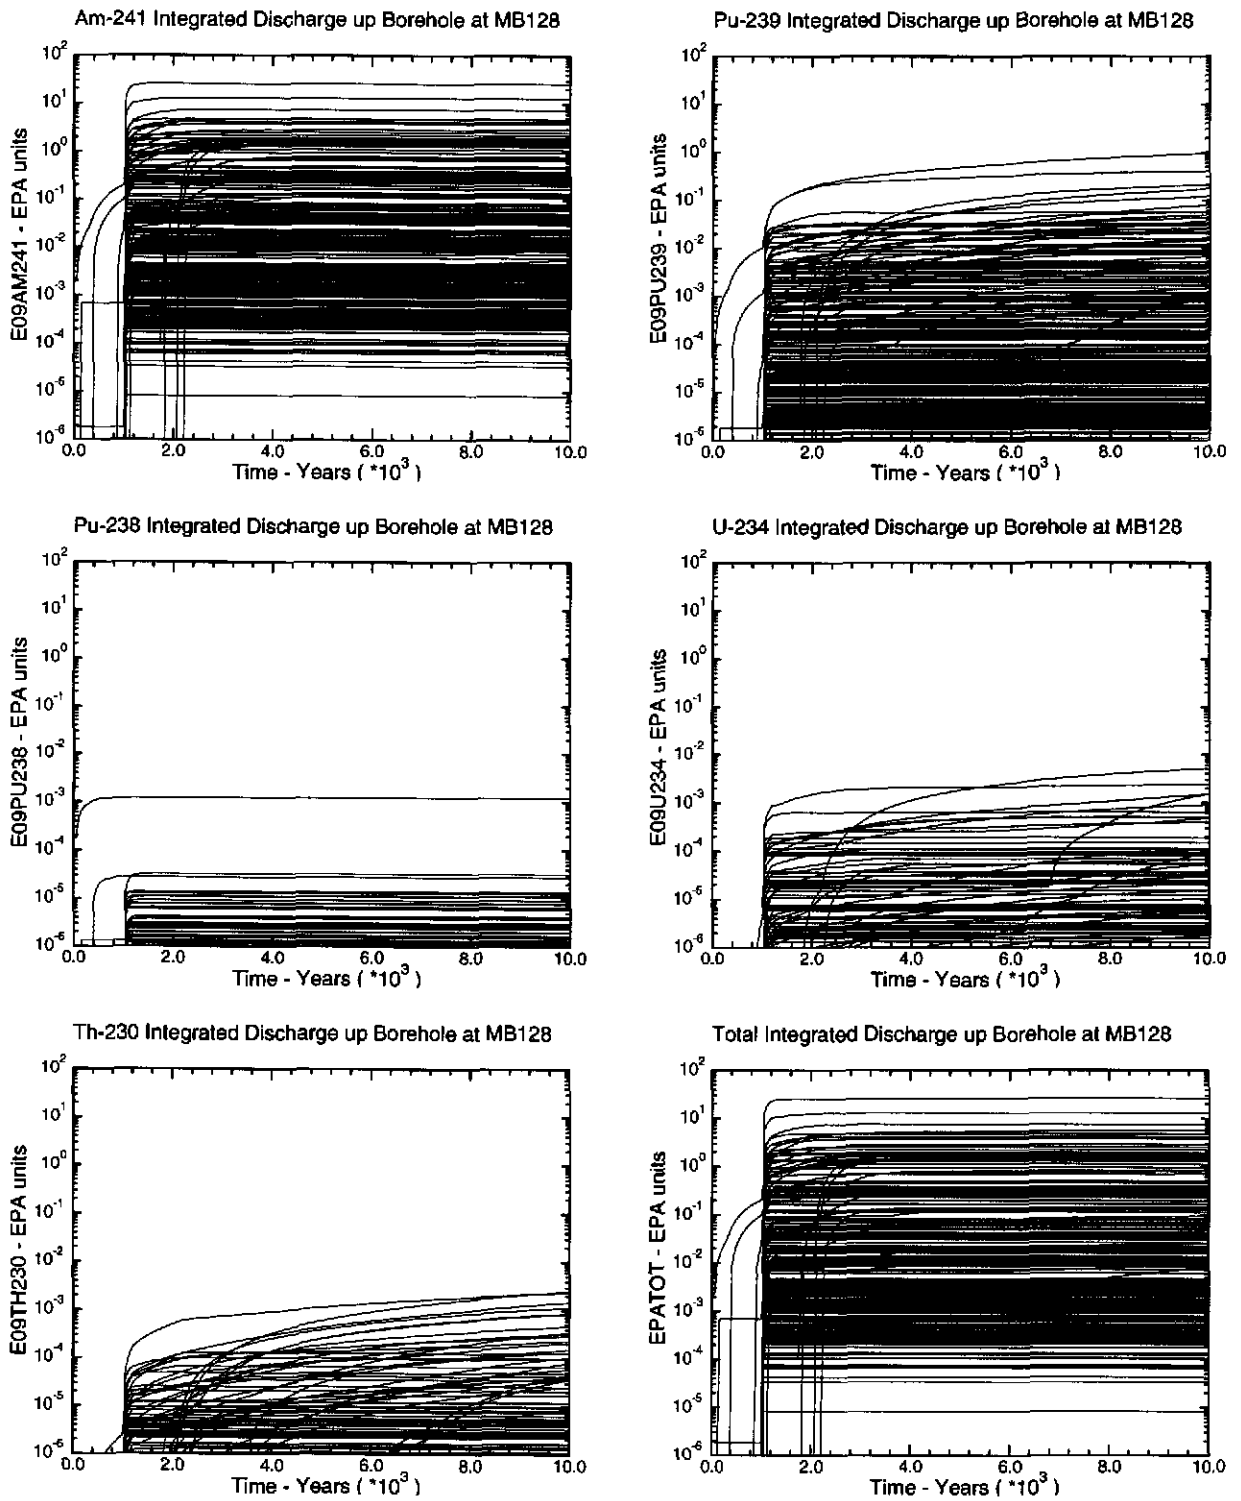 Am-241 Integrated Discharge up Borehole at MB128
E09AM241 - EPA units
10^2
10^1
10^0
10^-1
10^-2
10^-3
10^-4
10^-5
10^-6
0.0 2.0 4.0 6.0 8.0 10.0
Time - Years ( *10^3 )
Pu-239 Integrated Discharge up Borehole at MB128
E09PU239 - EPA units
10^2
10^1
10^0
10^-1
10^-2
10^-3
10^-4
10^-5
10^-6
0.0 2.0 4.0 6.0 8.0 10.0
Time - Years ( *10^3 )
Pu-238 Integrated Discharge up Borehole at MB128
E09PU238 - EPA units
10^2
10^1
10^0
10^-1
10^-2
10^-3
10^-4
10^-5
10^-6
0.0 2.0 4.0 6.0 8.0 10.0
Time - Years ( *10^3 )
U-234 Integrated Discharge up Borehole at MB128
E09U234 - EPA units
10^2
10^1
10^0
10^-1
10^-2
10^-3
10^-4
10^-5
10^-6
0.0 2.0 4.0 6.0 8.0 10.0
Time - Years ( *10^3 )
Th-230 Integrated Discharge up Borehole at MB128
E09TH230 - EPA units
10^2
10^1
10^0
10^-1
10^-2
10^-3
10^-4
10^-5
10^-6
0.0 2.0 4.0 6.0 8.0 10.0
Time - Years ( *10^3 )
Total Integrated Discharge up Borehole at MB128
EPATOT - EPA units
10^2
10^1
10^0
10^-1
10^-2
10^-3
10^-4
10^-5
10^-6
0.0 2.0 4.0 6.0 8.0 10.0
Time - Years ( *10^3 )